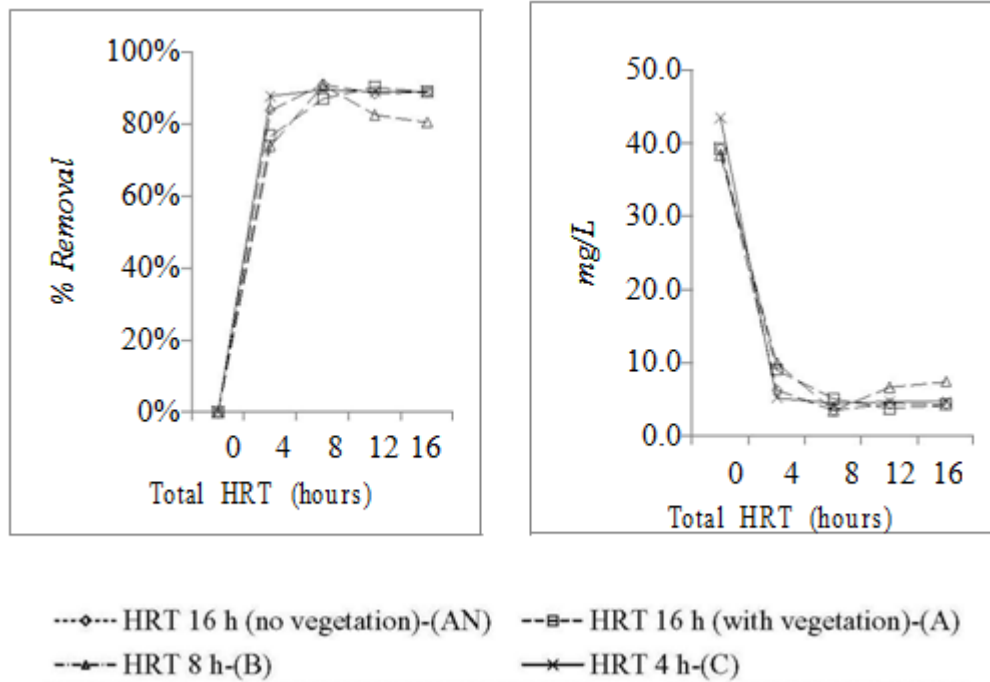 100%
80%
60%
40%
20%
0%
% Removal
0 4 8 12 16
Total HRT (hours)
50.0
40.0
30.0
20.0
10.0
0.0
mg/L
0 4 8 12 16
Total HRT (hours)
HRT 16 h (no vegetation)-(AN)
HRT 16 h (with vegetation)-(A)
HRT 8 h-(B)
HRT 4 h-(C)